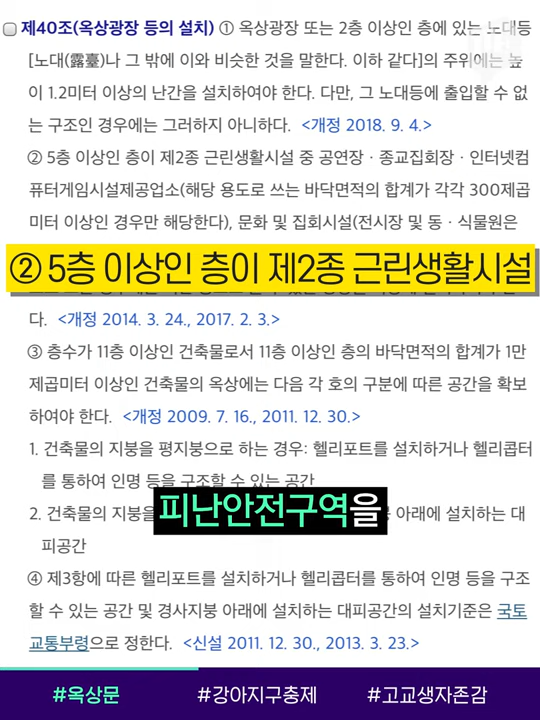 제40조(옥상광장 등의 설치) ① 옥상광장 또는 2층 이상인 층에 있는 노대등
[노대(露臺)나 그 밖에 이와 비슷한 것을 말한다. 이하 같다]의 주위에는 높
이 1.2미터 이상의 난간을 설치하여야 한다. 다만, 그 노대등에 출입할 수 없
는 구조인 경우에는 그러하지 아니하다. <개정 2018. 9. 4.>
② 5층 이상인 층이 제2종 근린생활시설 중 공연장ㆍ종교집회장ㆍ인터넷컴
퓨터게임시설제공업소(해당 용도로 쓰는 바닥면적의 합계가 각각 300제곱
미터 이상인 경우만 해당한다), 문화 및 집회시설(전시장 및 동ㆍ식물원은
② 5층 이상인 층이 제2종 근린생활시설
다. <개정 2014. 3. 24., 2017. 2. 3.>
③ 층수가 11층 이상인 건축물로서 11층 이상인 층의 바닥면적의 합계가 1만
제곱미터 이상인 건축물의 옥상에는 다음 각 호의 구분에 따른 공간을 확보
하여야 한다. <개정 2009. 7. 16., 2011. 12. 30.>
1. 건축물의 지붕을 평지붕으로 하는 경우: 헬리포트를 설치하거나 헬리콥터
를 통하여 인명 등을 구조할 수 있는 공간
피난안전구역을
2. 건축물의 지붕을 아래에 설치하는 대
피공간
④ 제3항에 따른 헬리포트를 설치하거나 헬리콥터를 통하여 인명 등을 구조
할 수 있는 공간 및 경사지붕 아래에 설치하는 대피공간의 설치기준은 국토
교통부령으로 정한다. <신설 2011. 12. 30., 2013. 3. 23.>
#옥상문 #강아지구충제 #고교생자존감